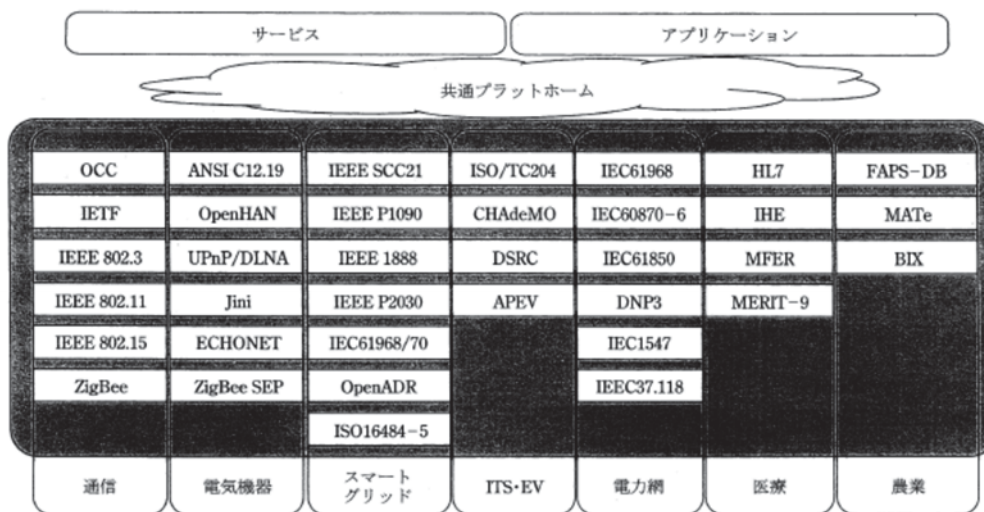 サービス
アプリケーション
共通プラットホーム
OCC
ANSI C12.19
IEEE SCC21
ISO/TC204
IEC61968
HL7
FAPS-DB
IETF
OpenHAN
IEEE P1090
CHAdeMO
IEC60870-6
IHE
MATe
IEEE 802.3
UPnP/DLNA
IEEE 1888
DSRC
IEC61850
MFER
BIX
IEEE 802.11
Jini
IEEE P2030
APEV
DNP3
MERIT-9
IEEE 802.15
ECHONET
IEC61968/70
IEC1547
ZigBee
ZigBee SEP
OpenADR
IEEC37.118
ISO16484-5
通信
電気機器
スマート
グリッド
ITS・EV
電力網
医療
農業